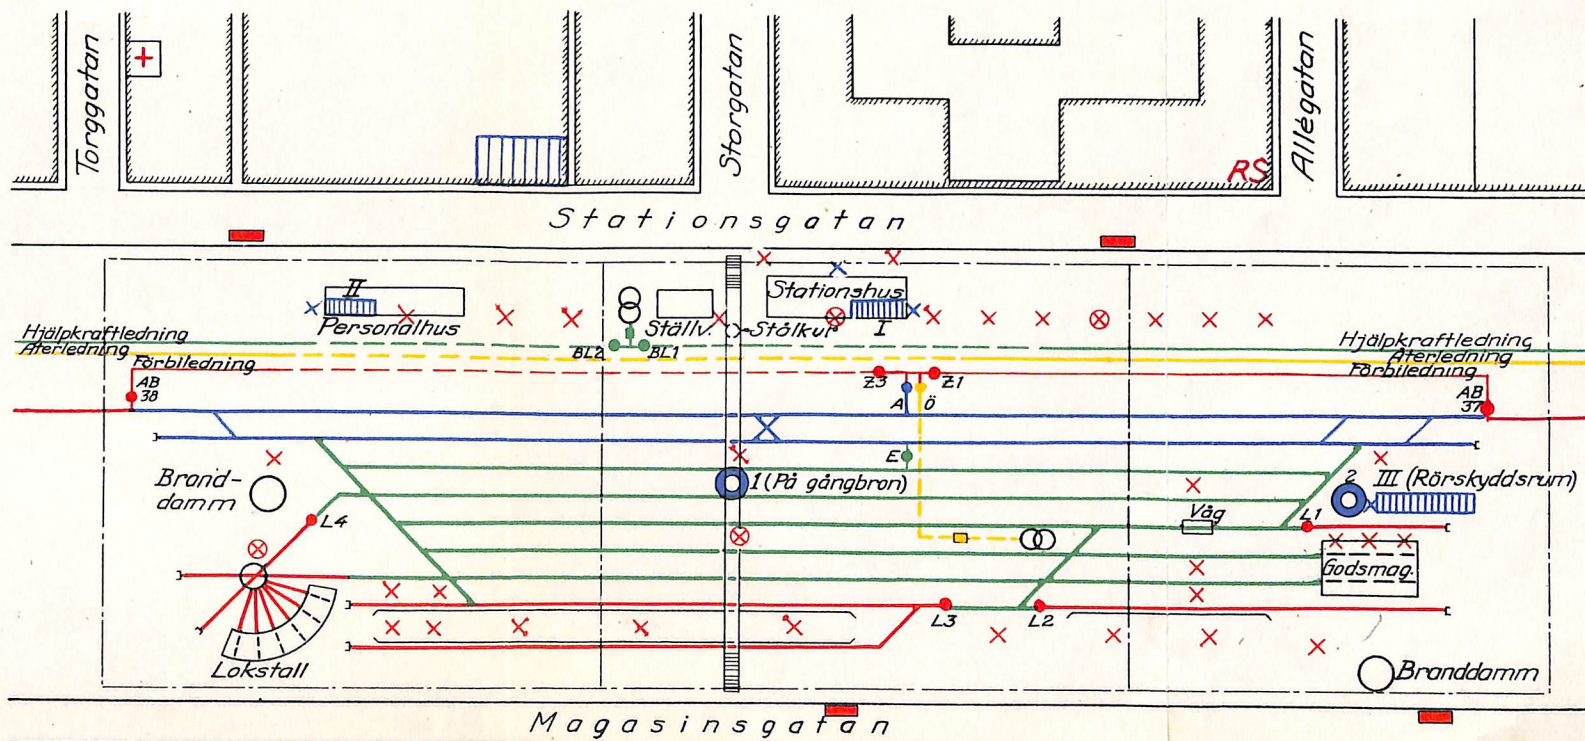 Torggatan
Storgatan
Allégatan
RS
Stationsgatan
II
Personalhus
Ställv.
Stålkur
Stationshus
I
Hjälpkraftledning
Återledning
Förbiledning
BL2
BL1
Hjälpkraftledning
Återledning
Förbiledning
AB
38
Z3
Z1
A
Ö
AB
37
E
Brand-
damm
1 (På gångbron)
2
III (Rörskyddsrum)
L4
Våg
L1
Godsmag.
L3
L2
Lokstall
Branddamm
Magasinsgatan